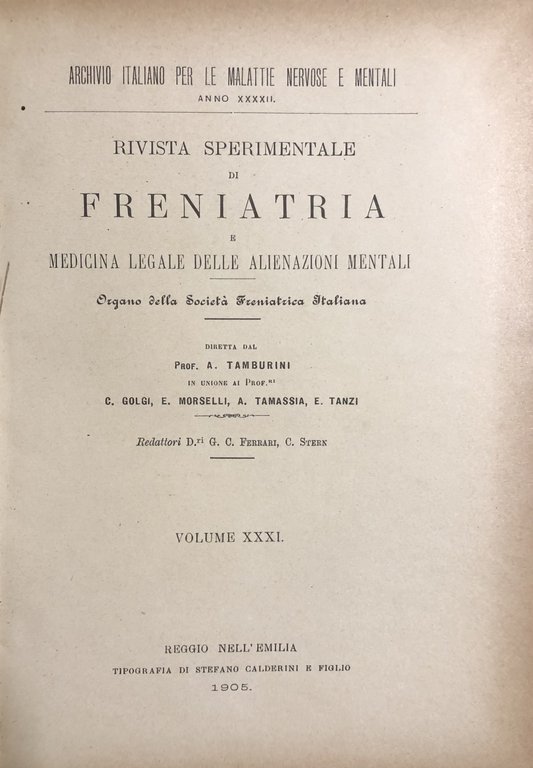 ARCHIVIO ITALIANO PER LE MALATTIE NERVOSE E MENTALI
ANNO XXXXII.
RIVISTA SPERIMENTALE
DI
FRENIATRIA
E
MEDICINA LEGALE DELLE ALIENAZIONI MENTALI
Organo della Società Freniatrica Italiana
DIRETTA DAL
PROF. A. TAMBURINI
IN UNIONE AI PROF.RI
C. GOLGI, E. MORSELLI, A. TAMASSIA, E. TANZI
Redattori D.ri G. C. FERRARI, C. STERN
VOLUME XXXI.
REGGIO NELL'EMILIA
TIPOGRAFIA DI STEFANO CALDERINI E FIGLIO
1905.